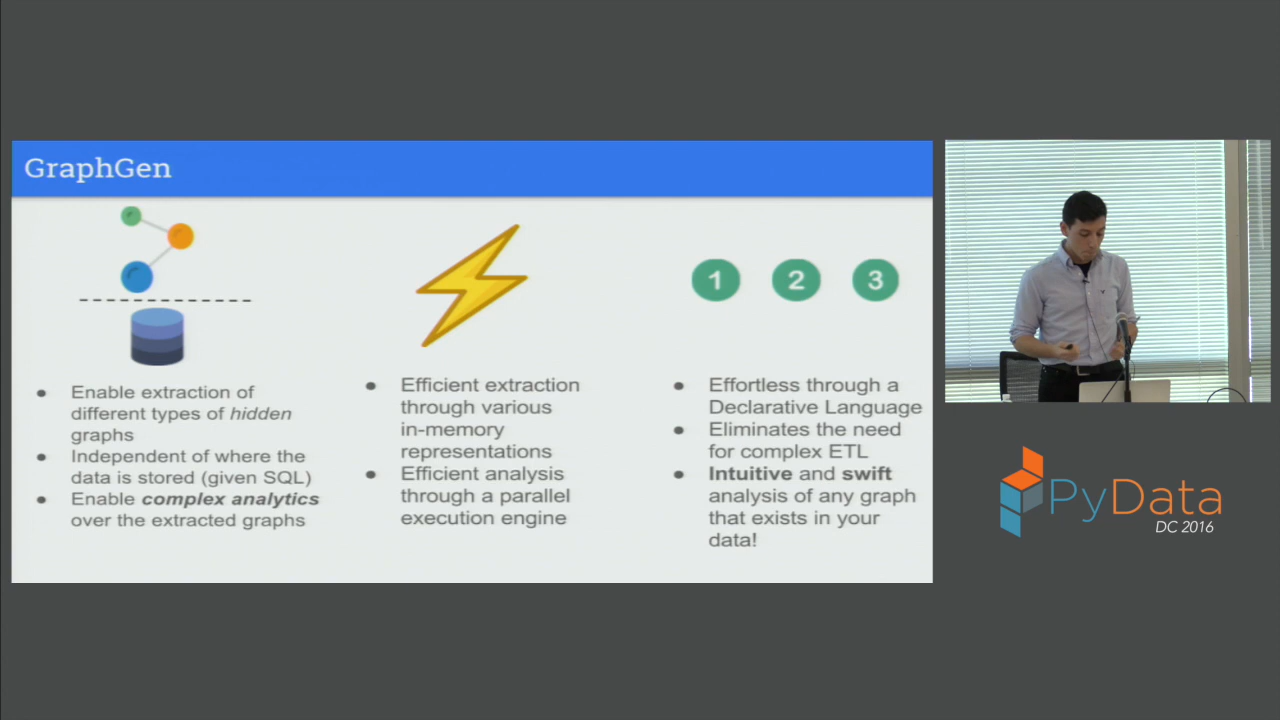 GraphGen
● Enable extraction of
different types of hidden
graphs
● Independent of where the
data is stored (given SQL)
● Enable complex analytics
over the extracted graphs
● Efficient extraction
through various
in-memory
representations
● Efficient analysis
through a parallel
execution engine
1 2 3
● Effortless through a
Declarative Language
● Eliminates the need
for complex ETL
● Intuitive and swift
analysis of any graph
that exists in your
data!
PyData
DC 2016